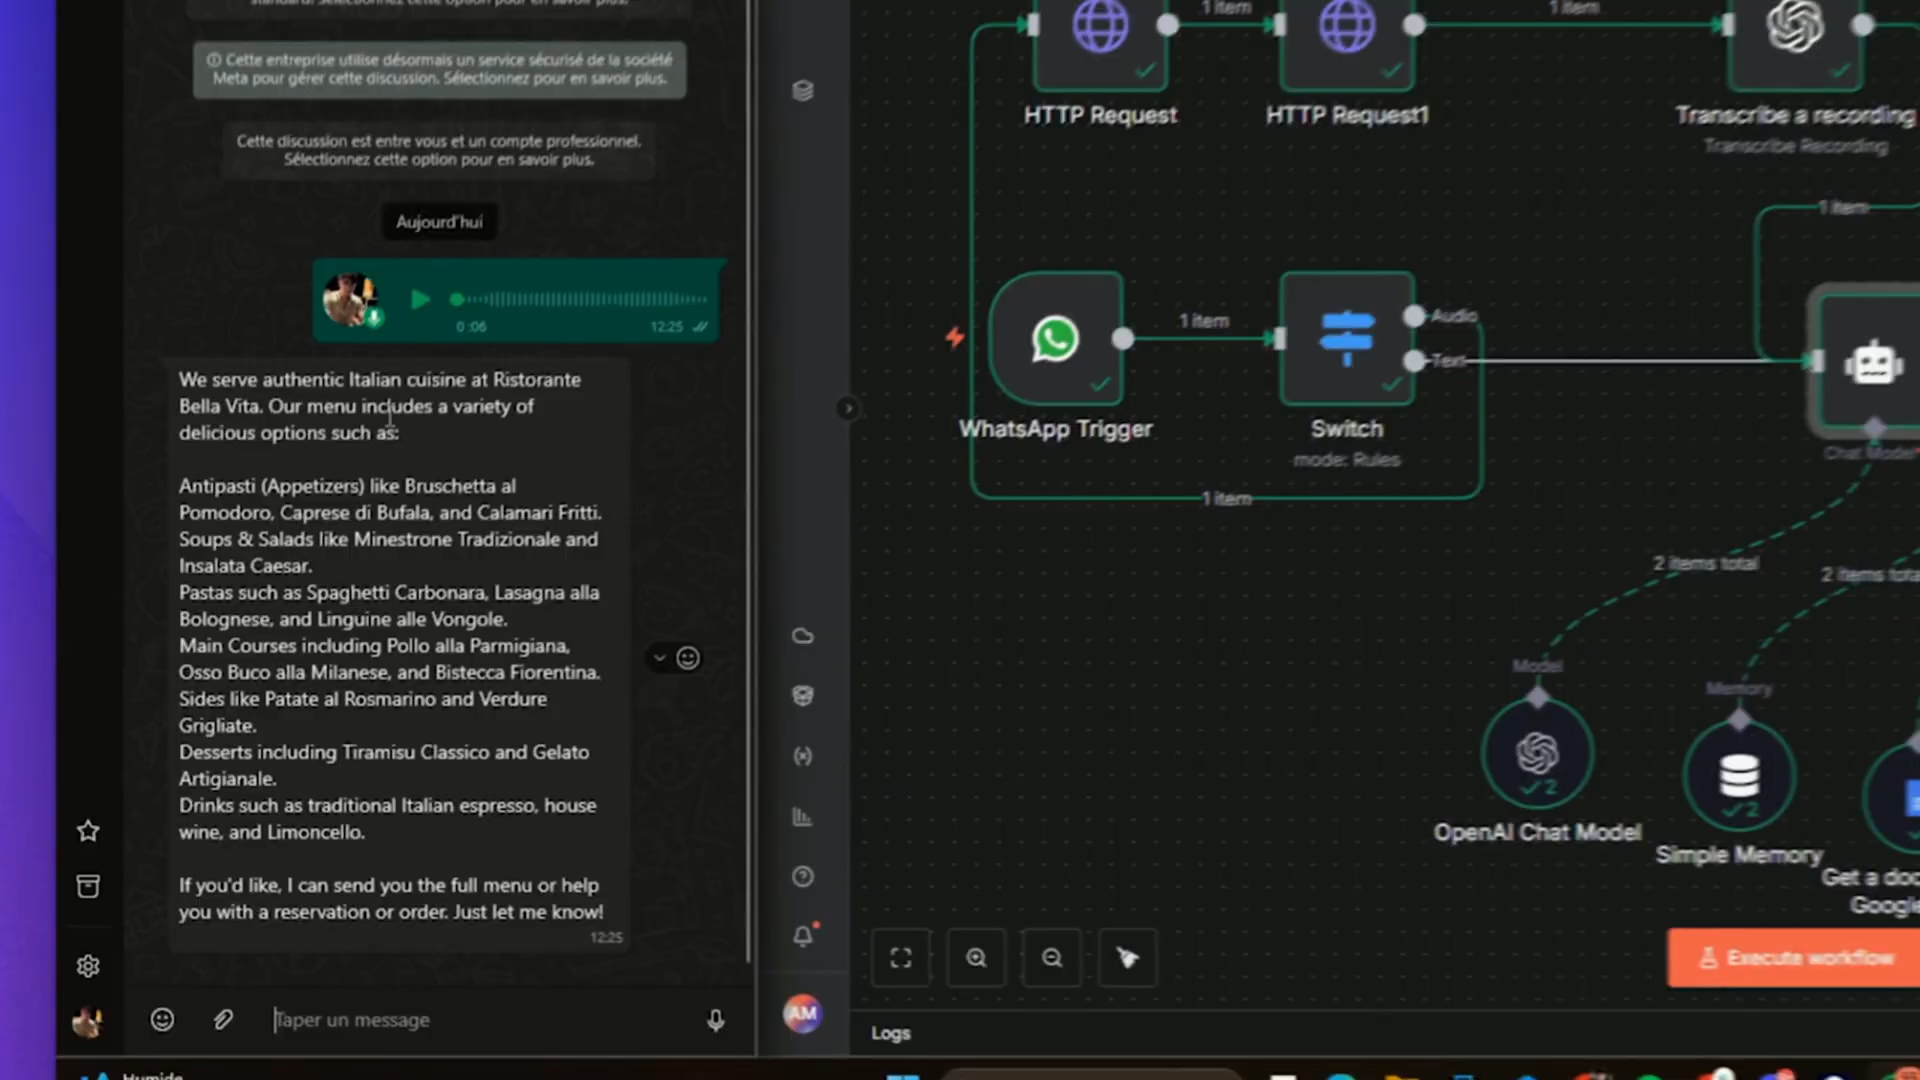 Cette entreprise utilise désormais un service sécurisé de la société
Meta pour gérer cette discussion. Sélectionnez pour en savoir plus.
Cette discussion est entre vous et un compte professionnel.
Sélectionnez cette option pour en savoir plus.
Aujourd'hui
0:06
12:25
We serve authentic Italian cuisine at Ristorante
Bella Vita. Our menu includes a variety of
delicious options such as:
Antipasti (Appetizers) like Bruschetta al
Pomodoro, Caprese di Bufala, and Calamari Fritti.
Soups & Salads like Minestrone Tradizionale and
Insalata Caesar.
Pastas such as Spaghetti Carbonara, Lasagna alla
Bolognese, and Linguine alle Vongole.
Main Courses including Pollo alla Parmigiana,
Osso Buco alla Milanese, and Bistecca Fiorentina.
Sides like Patate al Rosmarino and Verdure
Grigliate.
Desserts including Tiramisu Classico and Gelato
Artigianale.
Drinks such as traditional Italian espresso, house
wine, and Limoncello.
If you'd like, I can send you the full menu or help
you with a reservation or order. Just let me know!
12:25
Taper un message
AM
1 item
1 item
HTTP Request
HTTP Request1
Transcribe a recording
Transcribe Recording
1 item
1 item
Audio
Text
WhatsApp Trigger
Switch
mode: Rules
1 item
Chat Model
2 items total
2 items tota
Model
Memory
2
2
OpenAI Chat Model
Simple Memory
Get a doc
Google
Execute workflow
Logs